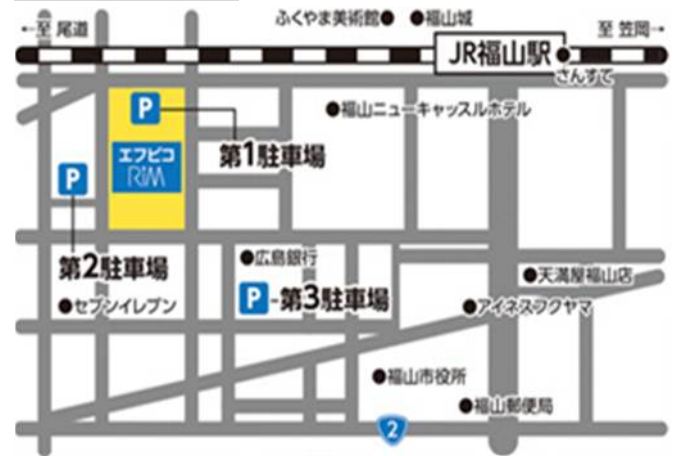 ふくやま美術館● ●福山城
←至 尾道
至 笠岡→
JR福山駅
さんすて
P
●福山ニューキャッスルホテル
第1駐車場
エフピコ
RiM
P
第2駐車場
●広島銀行
●天満屋福山店
P-第3駐車場
●セブンイレブン
●アイネスフクヤマ
●福山市役所
●福山郵便局
2